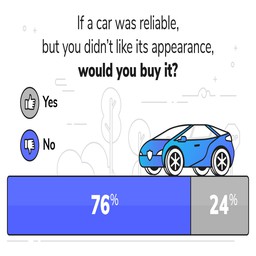 If a car was reliable,
but you didn't like its appearance,
would you buy it?
Yes
No
76%
24%